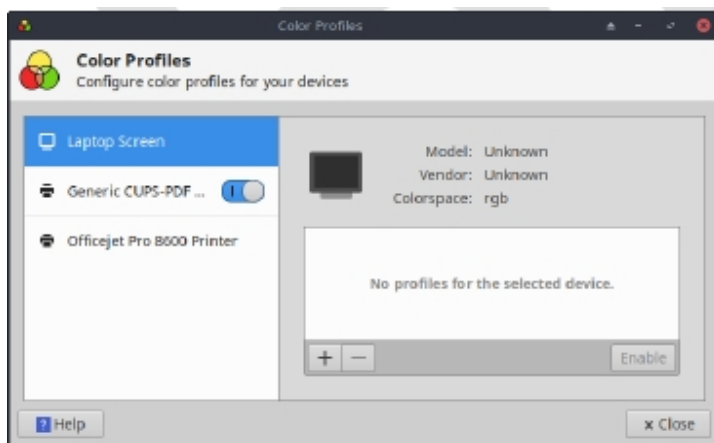 Color Profiles
Color Profiles
Configure color profiles for your devices
Laptop Screen
Generic CUPS-PDF ...
Officejet Pro 8600 Printer
Model: Unknown
Vendor: Unknown
Colorspace: rgb
No profiles for the selected device.
Enable
? Help
x Close